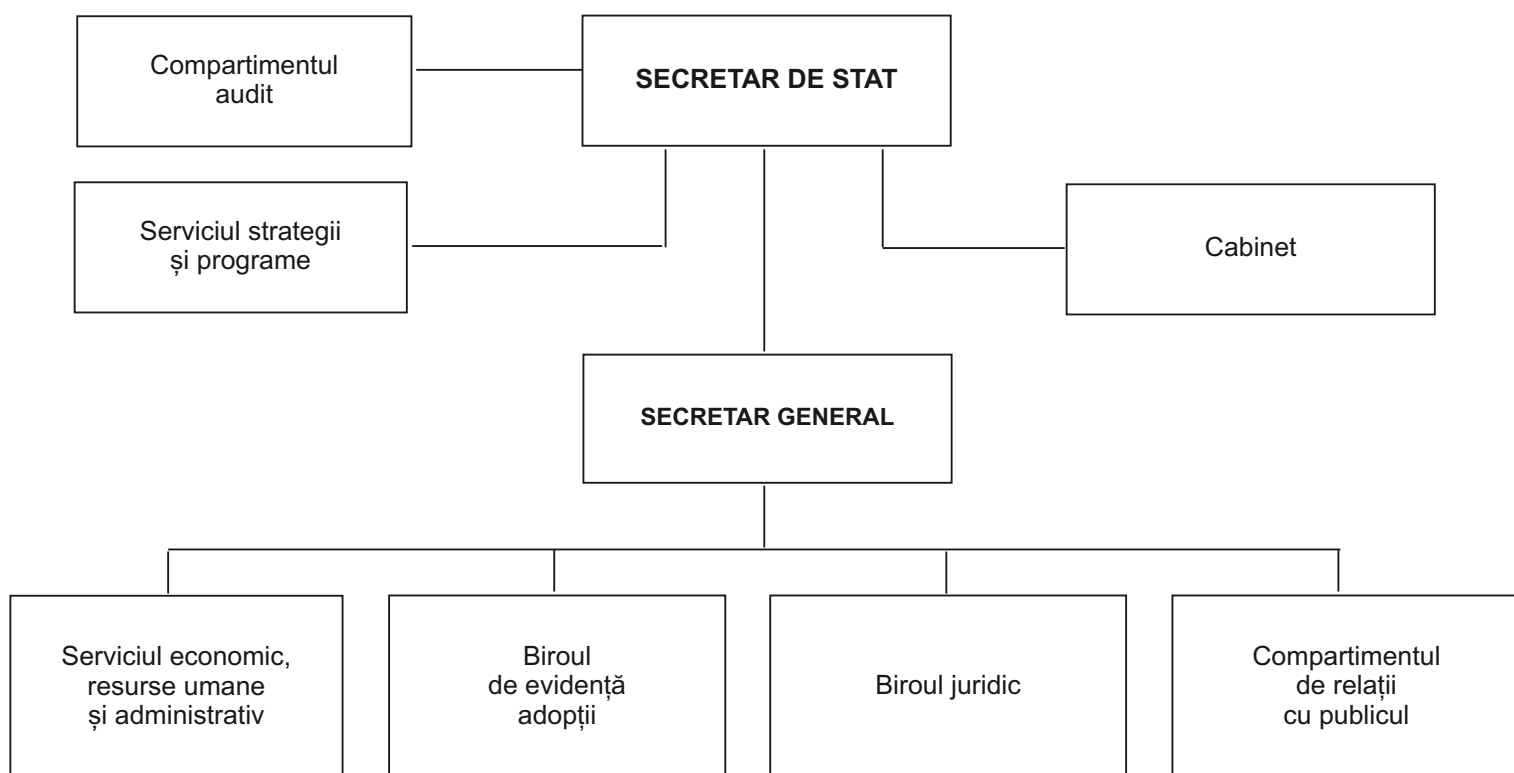 Compartimentul
audit
SECRETAR DE STAT
Serviciul strategii
și programe
Cabinet
SECRETAR GENERAL
Serviciul economic,
resurse umane
și administrativ
Biroul
de evidență
adopții
Biroul juridic
Compartimentul
de relații
cu publicul